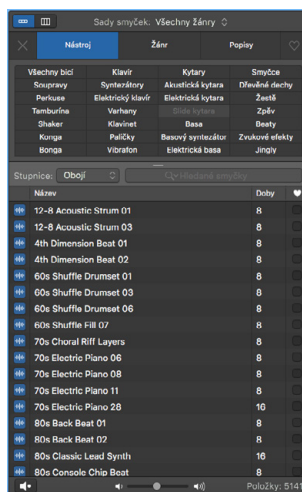 Sady smyček: Všechny žánry
Nástroj Žánr Popisy
Všechny bicí Klavír Kytary Smyčce
Soupravy Syntezátory Akustická kytara Dřevěné dechy
Perkuse Elektrický klavír Elektrická kytara Žestě
Tamburína Varhany Slide kytara Zpěv
Shaker Klavinet Basa Beaty
Konga Paličky Basový syntezátor Zvukové efekty
Bonga Vibrafon Elektrická basa Jingly
Stupnice: Obojí Hledané smyčky
Název Doby
12-8 Acoustic Strum 01 8
12-8 Acoustic Strum 03 8
4th Dimension Beat 01 8
4th Dimension Beat 02 8
60s Shuffle Drumset 01 8
60s Shuffle Drumset 03 8
60s Shuffle Drumset 06 8
60s Shuffle Fill 07 8
70s Choral Riff Layers 8
70s Electric Piano 06 8
70s Electric Piano 08 8
70s Electric Piano 11 8
70s Electric Piano 28 16
80s Back Beat 01 8
80s Back Beat 02 8
80s Classic Lead Synth 16
80s Console Chip Beat 8
Položky: 5141